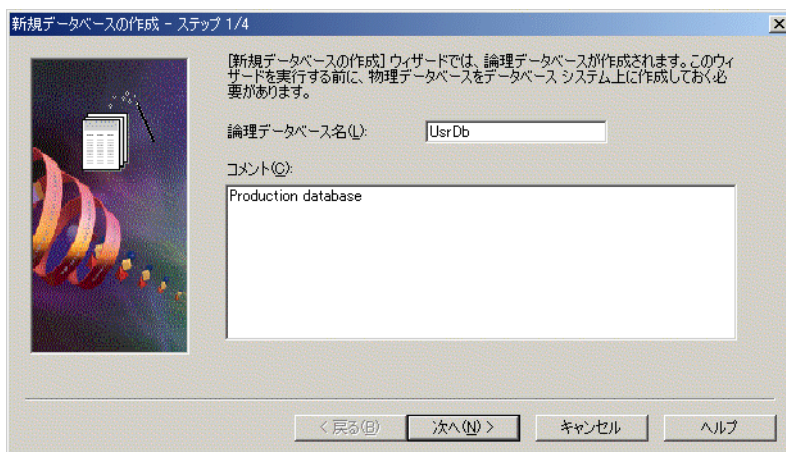 新規データベースの作成 - ステップ 1/4
[新規データベースの作成] ウィザードでは、論理データベースが作成されます。このウィ
ザードを実行する前に、物理データベースをデータベース システム上に作成しておく必
要があります。
論理データベース名(L):
UsrDb
コメント(C):
Production database
< 戻る(B)
次へ(N) >
キャンセル
ヘルプ